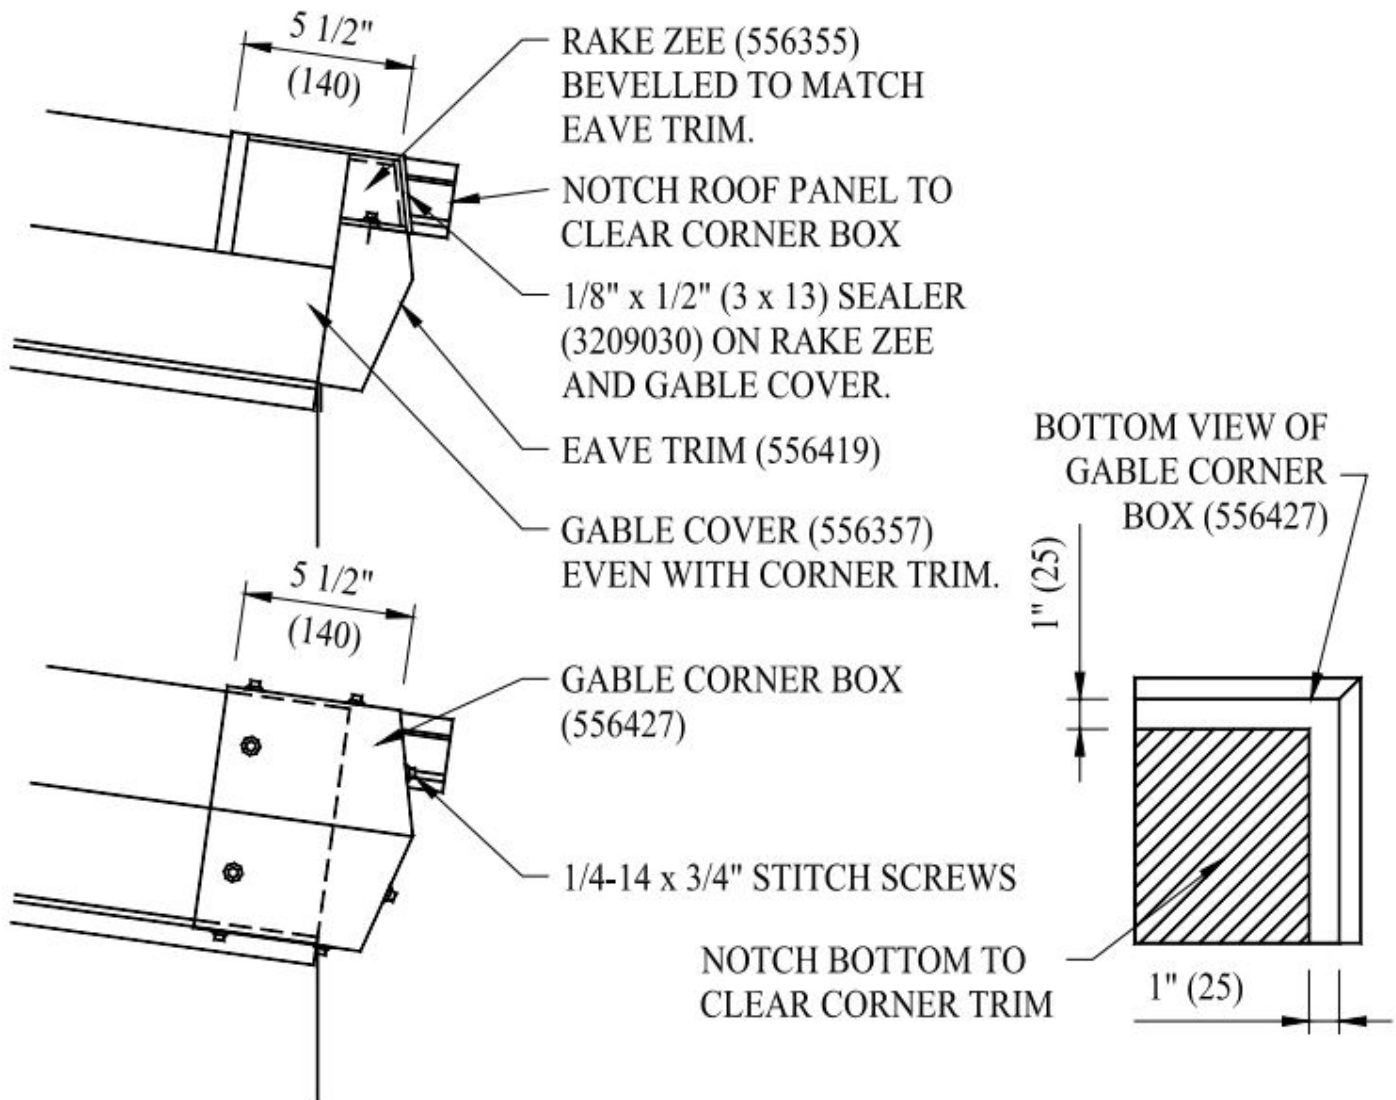 5 1/2"
(140)
RAKE ZEE (556355)
BEVELLED TO MATCH
EAVE TRIM.
NOTCH ROOF PANEL TO
CLEAR CORNER BOX
1/8" x 1/2" (3 x 13) SEALER
(3209030) ON RAKE ZEE
AND GABLE COVER.
EAVE TRIM (556419)
GABLE COVER (556357)
EVEN WITH CORNER TRIM.
5 1/2"
(140)
GABLE CORNER BOX
(556427)
1/4-14 x 3/4" STITCH SCREWS
BOTTOM VIEW OF
GABLE CORNER
BOX (556427)
1" (25)
NOTCH BOTTOM TO
CLEAR CORNER TRIM
1" (25)